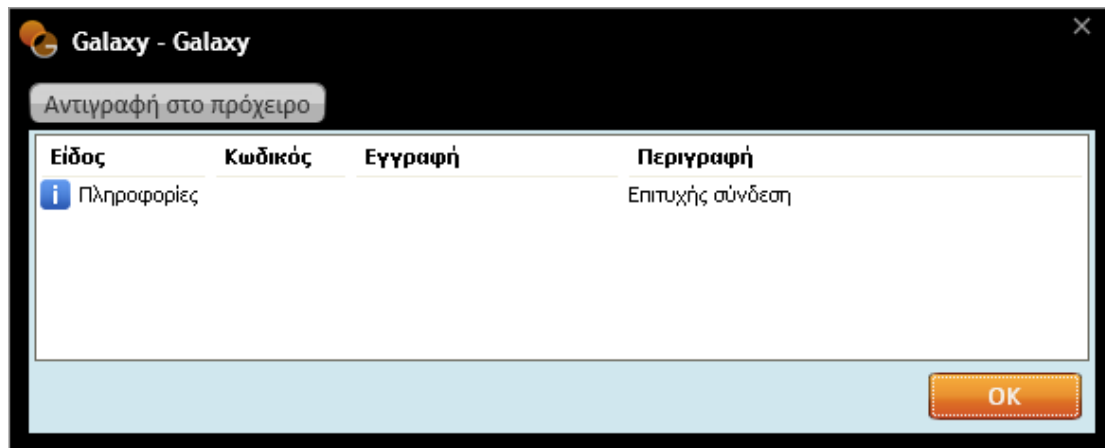 Galaxy - Galaxy
Αντιγραφή στο πρόχειρο
Είδος Κωδικός Εγγραφή Περιγραφή
Πληροφορίες Επιτυχής σύνδεση
OK